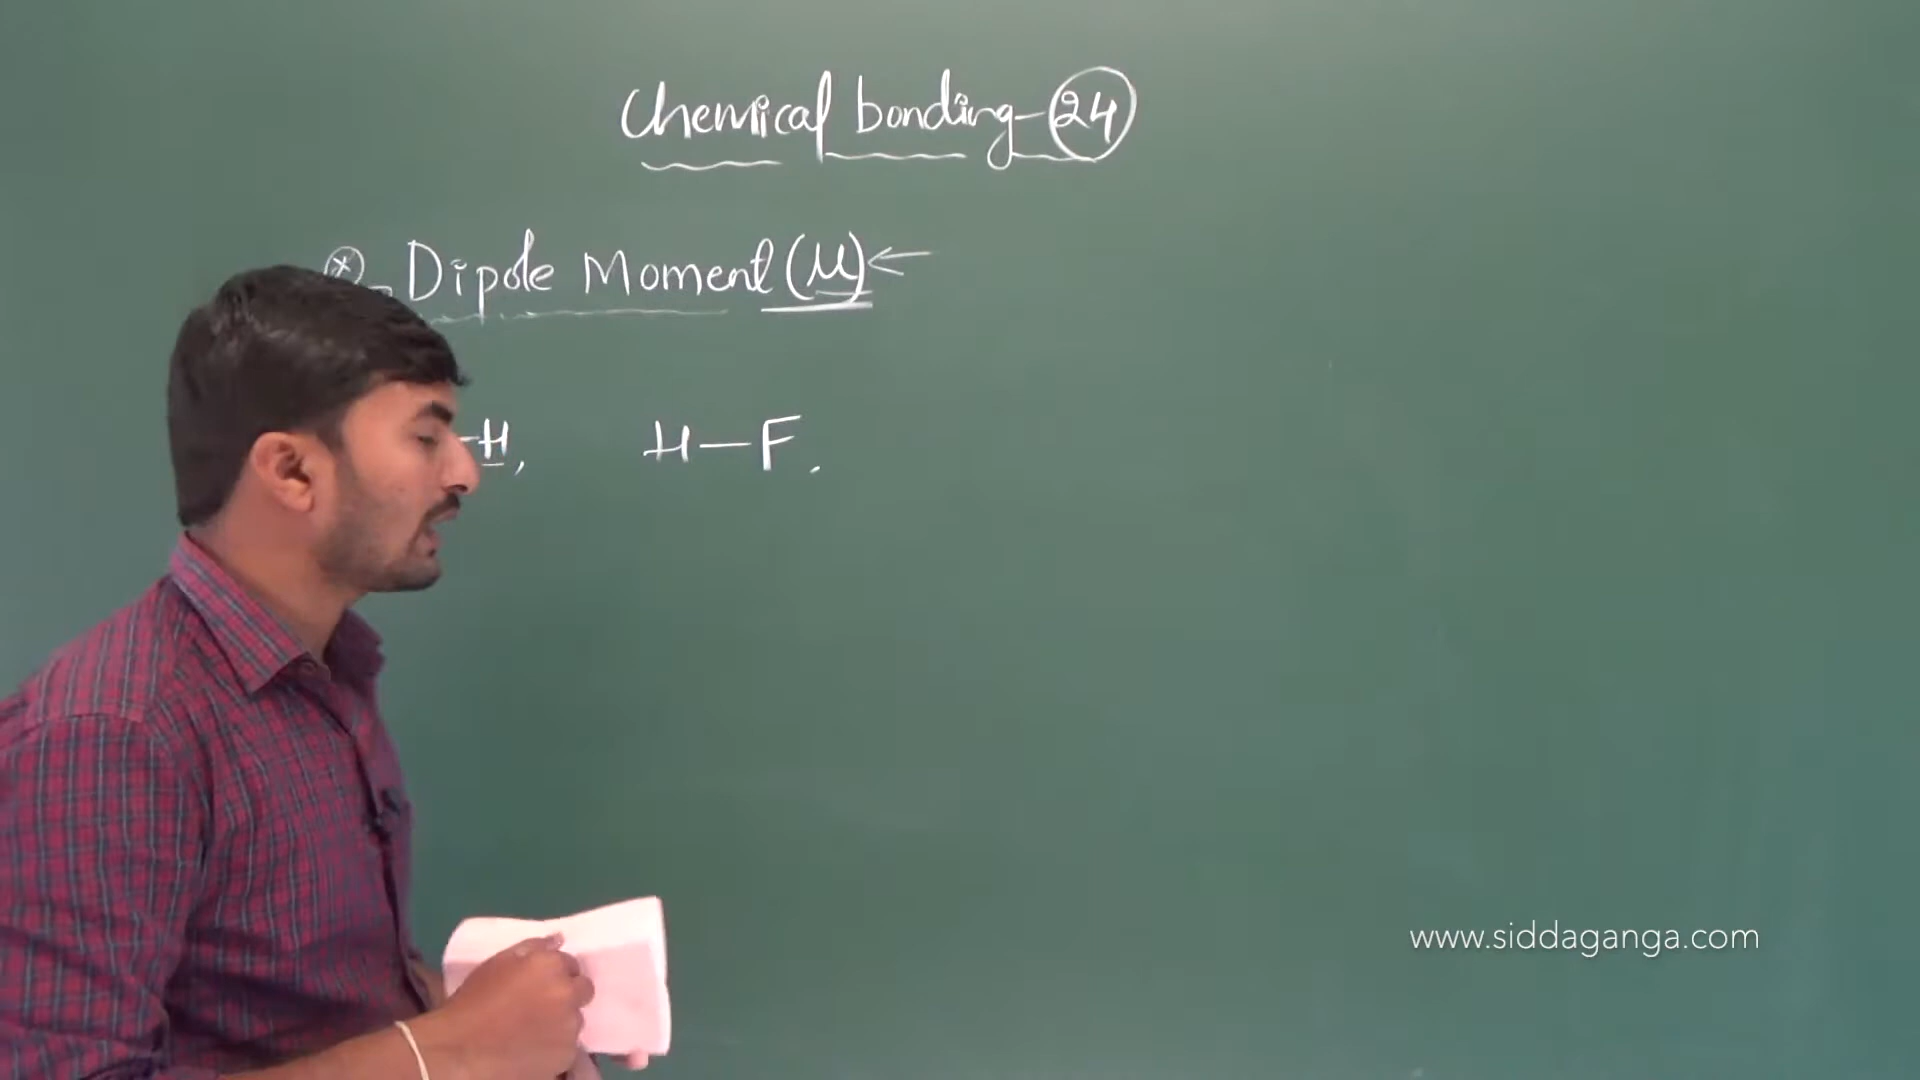 Chemical bonding-24
- Dipole Moment (μ) ←
-H, H-F.
www.siddaganga.com